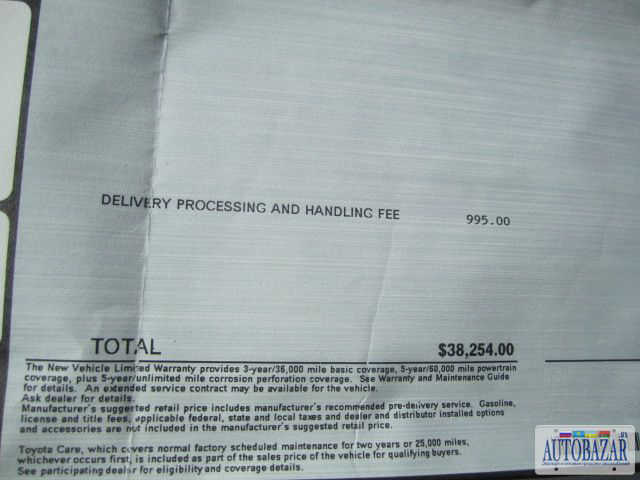 DELIVERY PROCESSING AND HANDLING FEE 995.00
TOTAL $38,254.00
The New Vehicle Limited Warranty provides 3-year/36,000 mile basic coverage, 5-year/60,000 mile powertrain
coverage, plus 5-year/unlimited mile corrosion perforation coverage. See Warranty and Maintenance Guide
for details. An extended service contract may be available for the vehicle.
Ask dealer for details.
Manufacturer's suggested retail price includes manufacturer's recommended pre-delivery service. Gasoline,
license and title fees, applicable federal, state and local taxes and dealer and distributor installed options
and accessories are not included in the manufacturer's suggested retail price.
Toyota Care, which covers normal factory scheduled maintenance for two years or 25,000 miles,
whichever occurs first, is included as part of the sales price of the vehicle for qualifying buyers.
See participating dealer for eligibility and coverage details.
AUTOBAZAR .US